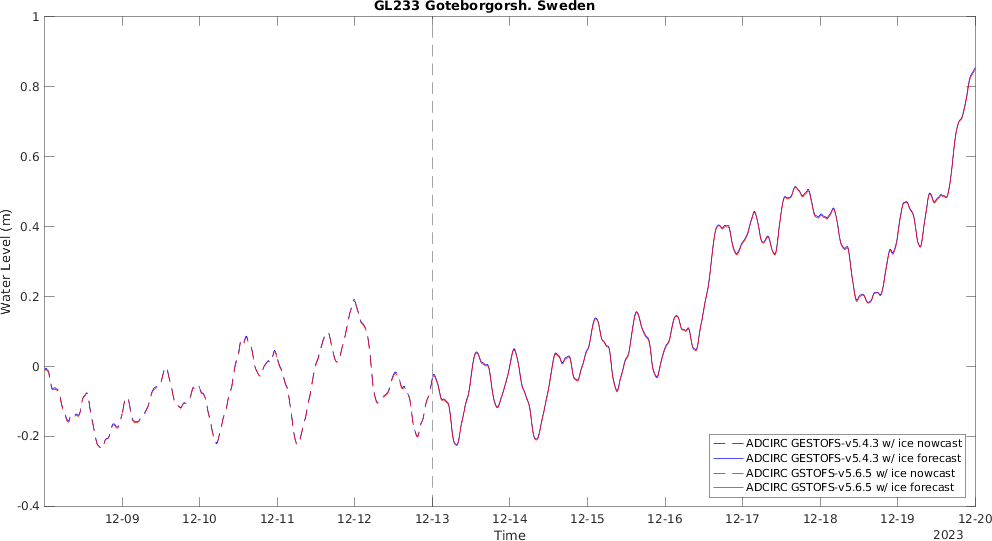 GL233 Goteborgorsh. Sweden
1
0.8
0.6
0.4
0.2
0
-0.2
-0.4
Water Level (m)
ADCIRC GESTOFS-v5.4.3 w/ ice nowcast
ADCIRC GESTOFS-v5.4.3 w/ ice forecast
ADCIRC GSTOFS-v5.6.5 w/ ice nowcast
ADCIRC GSTOFS-v5.6.5 w/ ice forecast
12-09 12-10 12-11 12-12 12-13 12-14 12-15 12-16 12-17 12-18 12-19 12-20
Time
2023